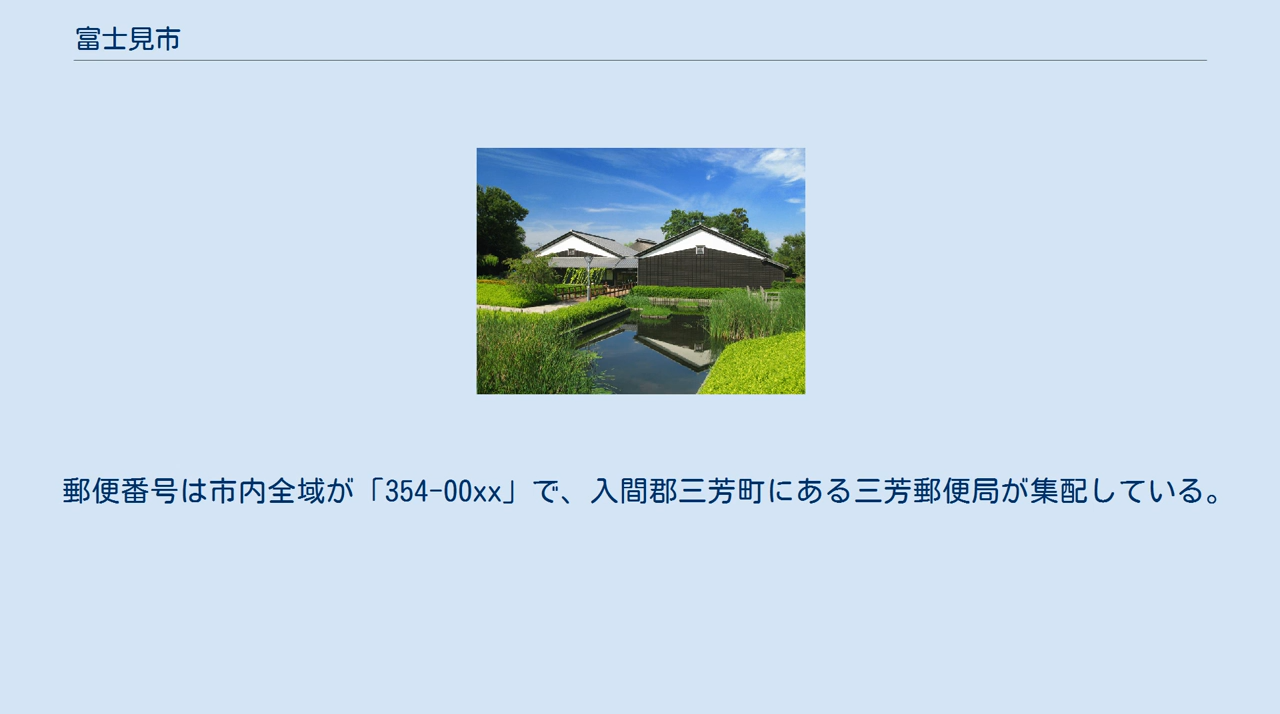 富士見市
郵便番号は市内全域が「354-00xx」で、入間郡三芳町にある三芳郵便局が集配している。